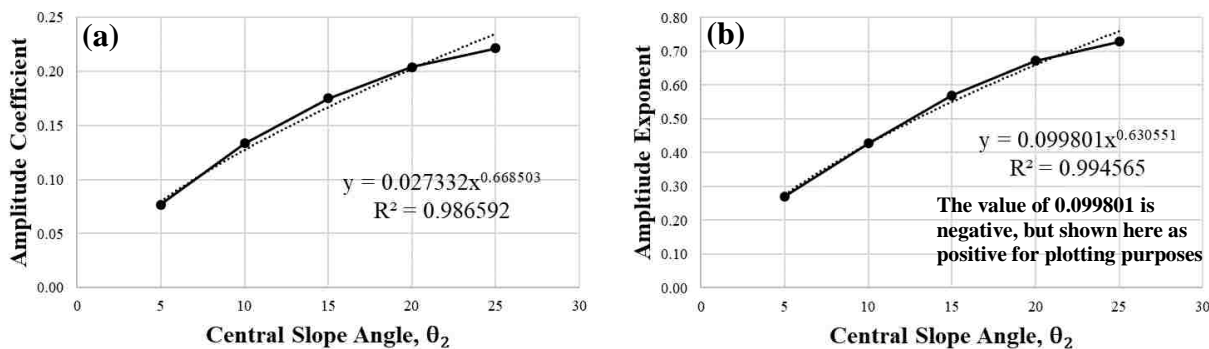 (a)
Amplitude Coefficient
0.25
0.20
0.15
0.10
0.05
0.00
y = 0.027332x^0.668503
R² = 0.986592
0 5 10 15 20 25 30
Central Slope Angle, θ₂
(b)
Ampltiude Exponent
0.80
0.70
0.60
0.50
0.40
0.30
0.20
0.10
0.00
y = 0.099801x^0.630551
R² = 0.994565
The value of 0.099801 is
negative, but shown here as
positive for plotting purposes
0 5 10 15 20 25 30
Central Slope Angle, θ₂